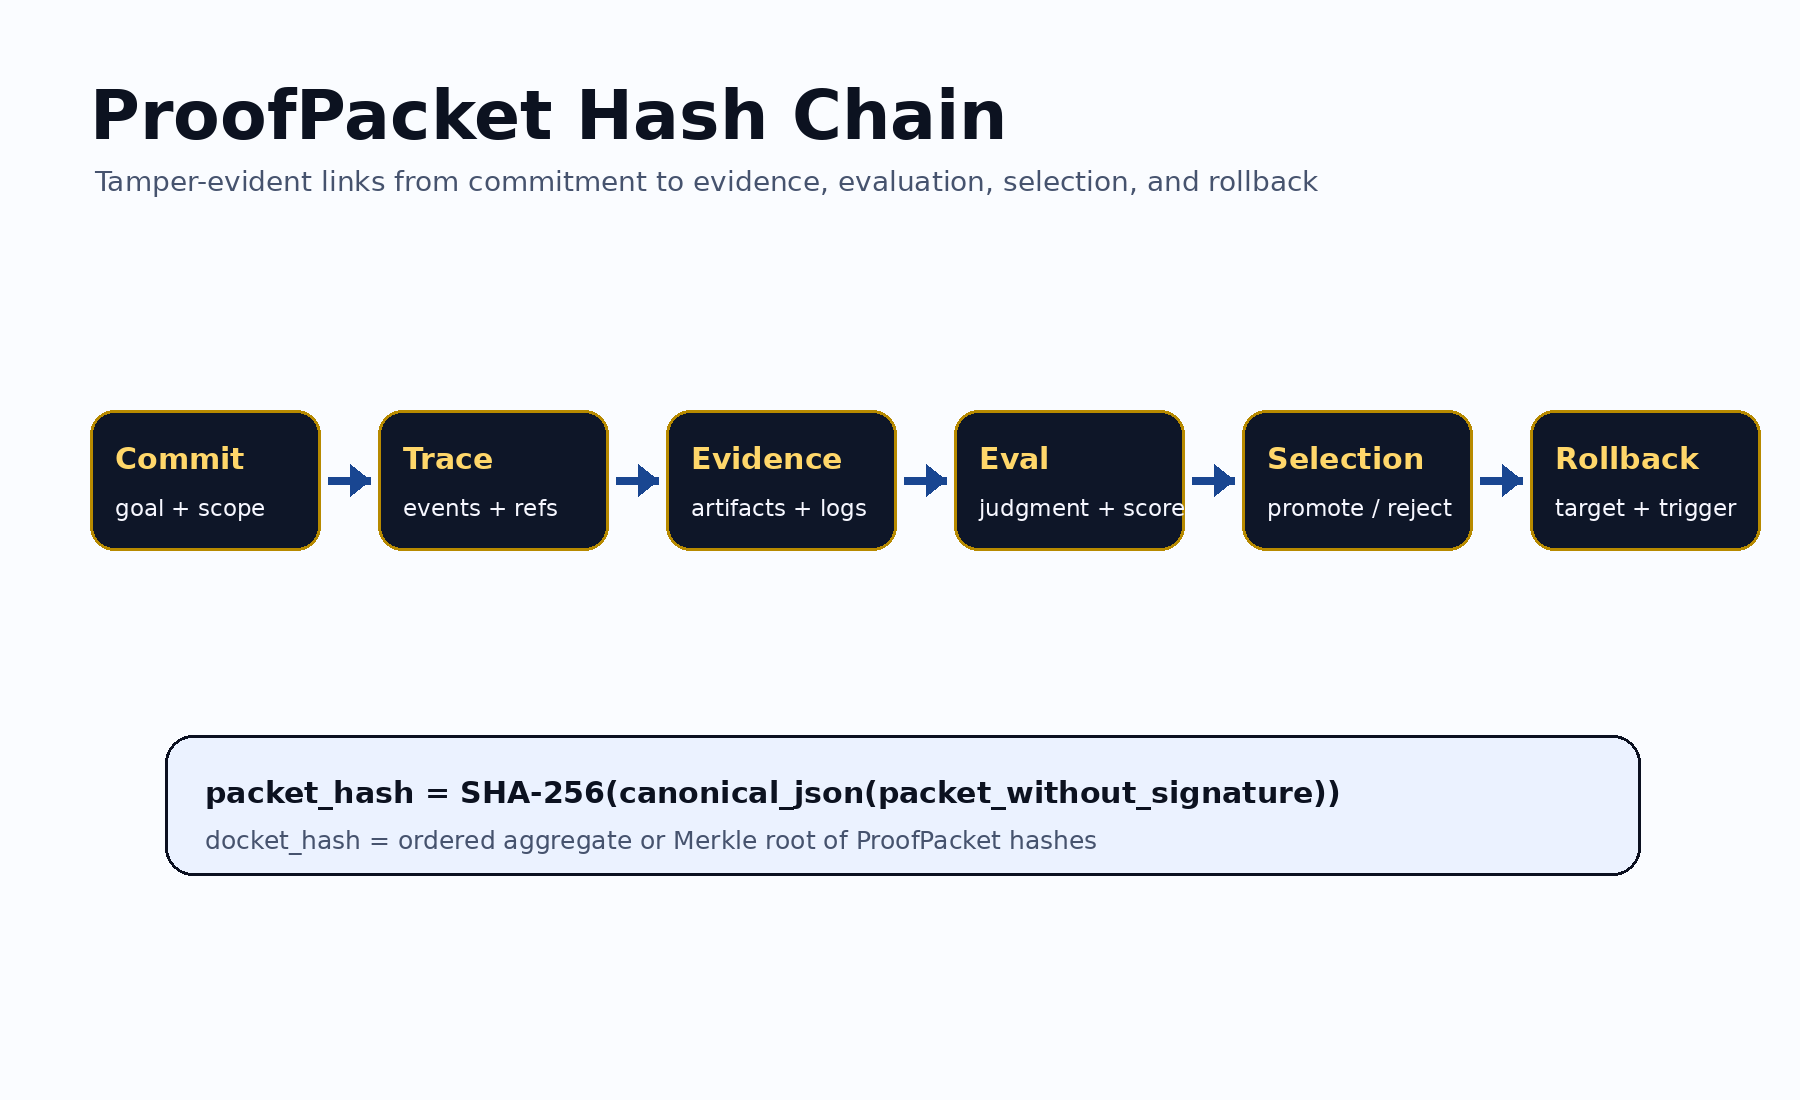 ProofPacket Hash Chain
Tamper-evident links from commitment to evidence, evaluation, selection, and rollback
Commit
goal + scope
Trace
events + refs
Evidence
artifacts + logs
Eval
judgment + score
Selection
promote / reject
Rollback
target + trigger
packet_hash = SHA-256(canonical_json(packet_without_signature))
docket_hash = ordered aggregate or Merkle root of ProofPacket hashes